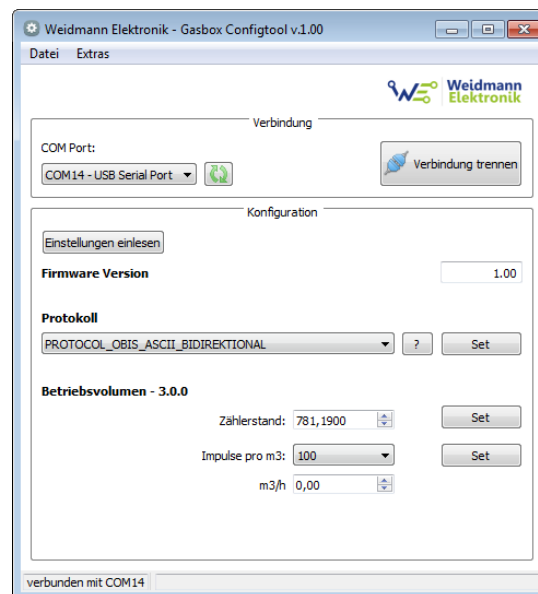 Weidmann Elektronik - Gasbox Configtool v.1.00
Datei Extras
Weidmann
Elektronik
Verbindung
COM Port:
COM14 - USB Serial Port
Verbindung trennen
Konfiguration
Einstellungen einlesen
Firmware Version 1.00
Protokoll
PROTOCOL_OBIS_ASCII_BIDIREKTIONAL ? Set
Betriebsvolumen - 3.0.0
Zählerstand: 781,1900 Set
Impulse pro m3: 100 Set
m3/h 0,00
verbunden mit COM14